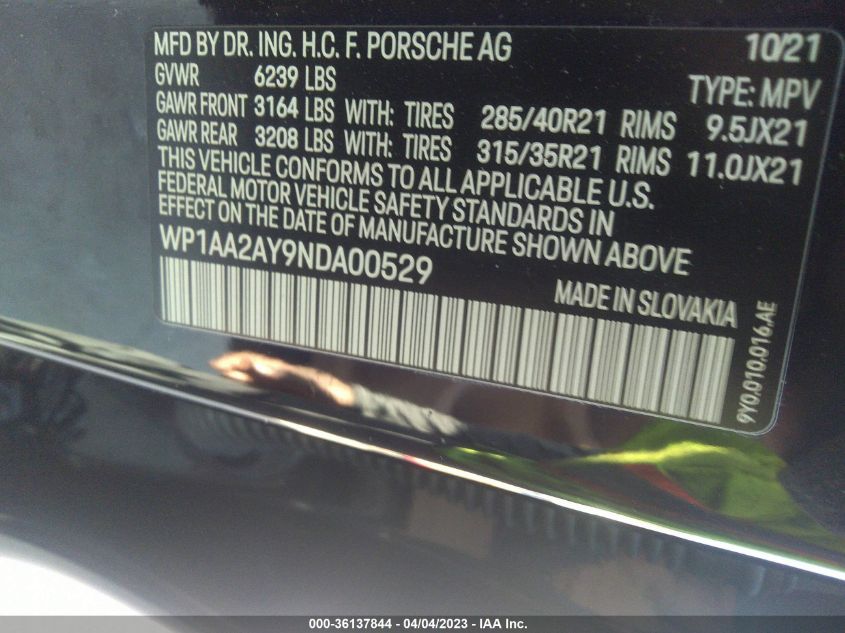 MFD BY DR. ING. H.C. F. PORSCHE AG 10/21
GVWR 6239 LBS TYPE: MPV
GAWR FRONT 3164 LBS WITH: TIRES 285/40R21 RIMS 9.5JX21
GAWR REAR 3208 LBS WITH: TIRES 315/35R21 RIMS 11.0JX21
THIS VEHICLE CONFORMS TO ALL APPLICABLE U.S.
FEDERAL MOTOR VEHICLE SAFETY STANDARDS IN
EFFECT ON THE DATE OF MANUFACTURE SHOWN ABOVE
WP1AA2AY9NDA00529
MADE IN SLOVAKIA
9Y0.010.016.AE
000-36137844 - 04/04/2023 - IAA Inc.